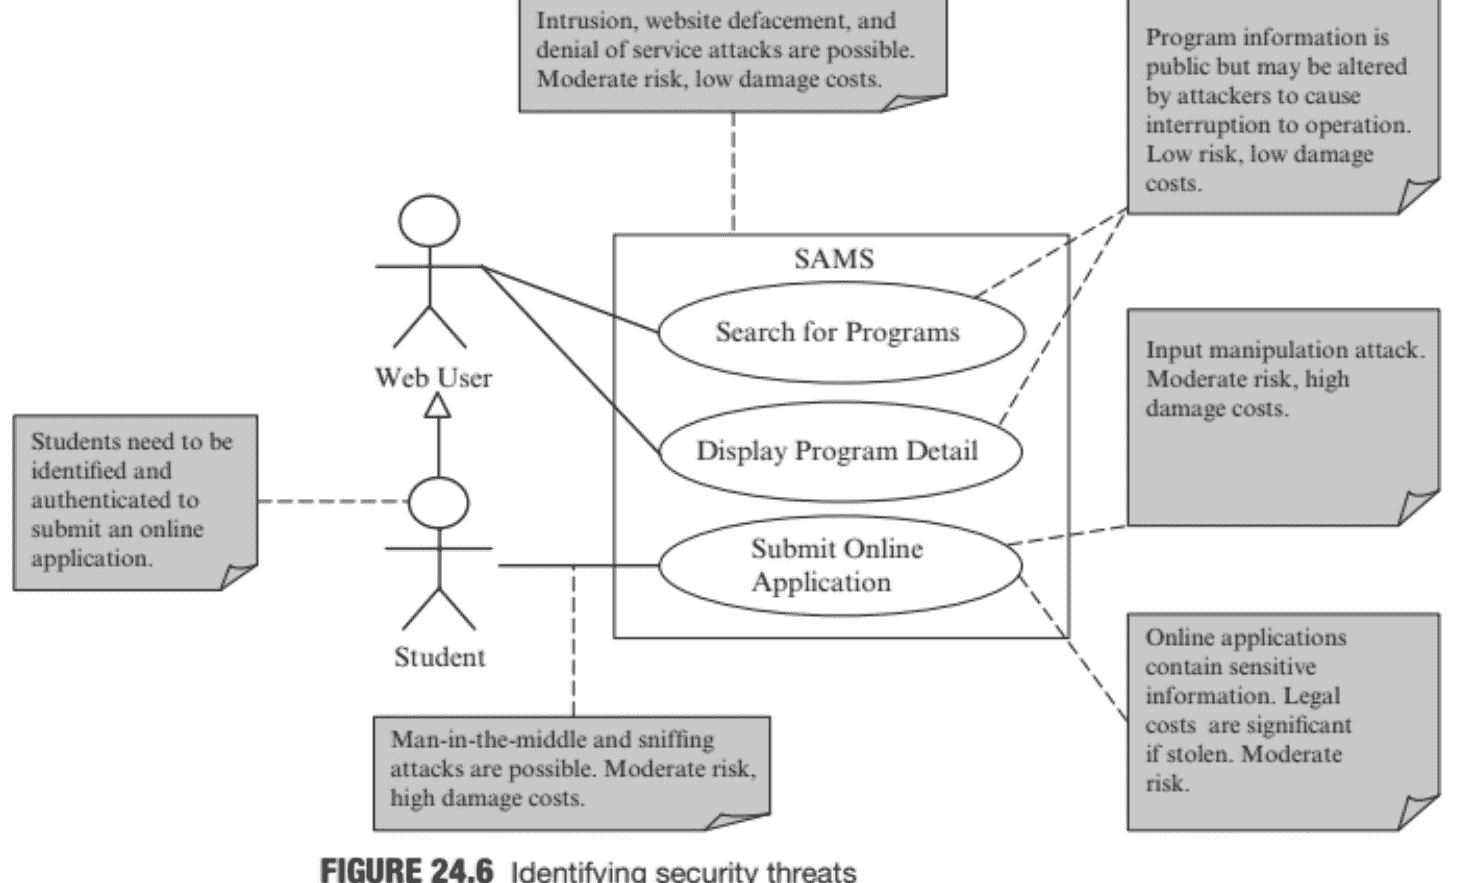 Intrusion, website defacement, and
denial of service attacks are possible.
Moderate risk, low damage costs.
Program information is
public but may be altered
by attackers to cause
interruption to operation.
Low risk, low damage
costs.
SAMS
Search for Programs
Web User
Input manipulation attack.
Moderate risk, high
damage costs.
Students need to be
identified and
authenticated to
submit an online
application.
Display Program Detail
Submit Online
Application
Student
Online applications
contain sensitive
information. Legal
costs are significant
if stolen. Moderate
risk.
Man-in-the-middle and sniffing
attacks are possible. Moderate risk,
high damage costs.
FIGURE 24.6 Identifying security threats